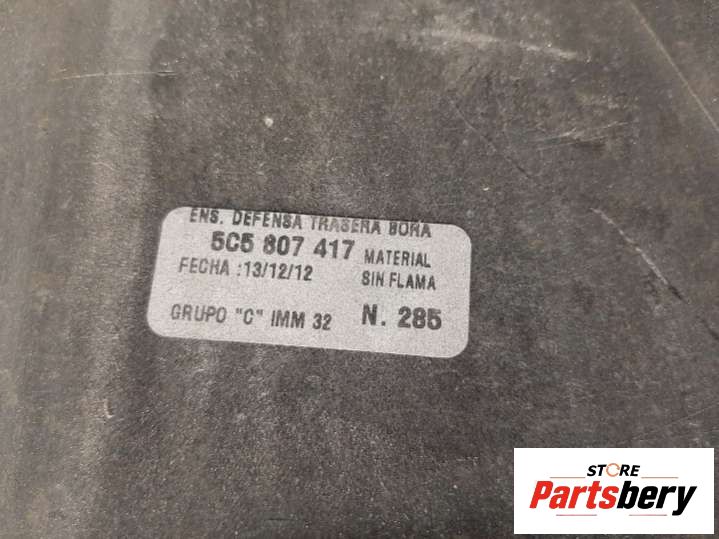 ENS. DEFENSA TRASERA BORA
5C5 807 417 MATERIAL
FECHA :13/12/12 SIN FLAMA
GRUPO "C" IMM 32 N. 285
STORE
Partsbery